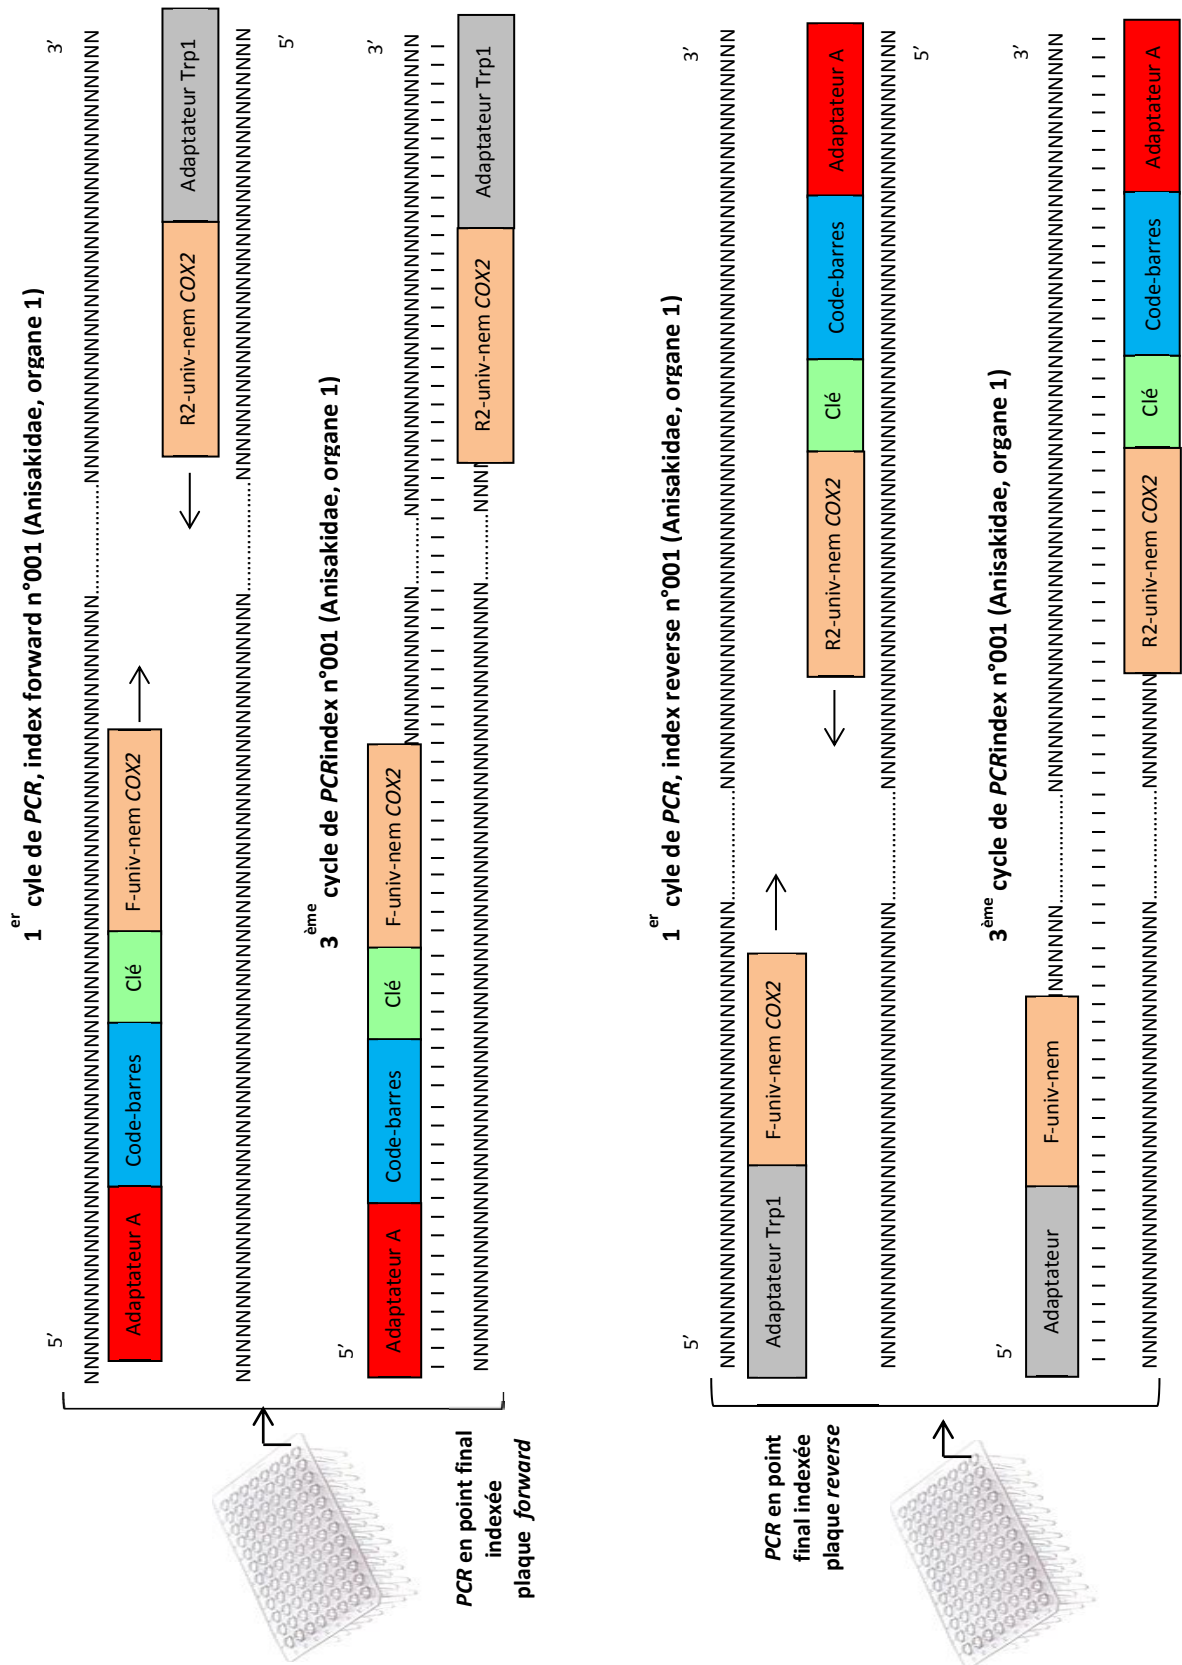 1er cyle de PCR, index forward n°001 (Anisakidae, organe 1)
5'
3'
Adaptateur A
Code-barres
Clé
F-univ-nem COX2
R2-univ-nem COX2
Adaptateur Trp1
5'
3ème cycle de PCRindex n°001 (Anisakidae, organe 1)
5'
3'
Adaptateur A
Code-barres
Clé
F-univ-nem COX2
R2-univ-nem COX2
Adaptateur Trp1
PCR en point final
indexée
plaque forward
1er cyle de PCR, index reverse n°001 (Anisakidae, organe 1)
5'
3'
Adaptateur Trp1
F-univ-nem COX2
R2-univ-nem COX2
Clé
Code-barres
Adaptateur A
5'
PCR en point
final indexée
plaque reverse
3ème cycle de PCRindex n°001 (Anisakidae, organe 1)
5'
3'
Adaptateur
F-univ-nem
R2-univ-nem COX2
Clé
Code-barres
Adaptateur A